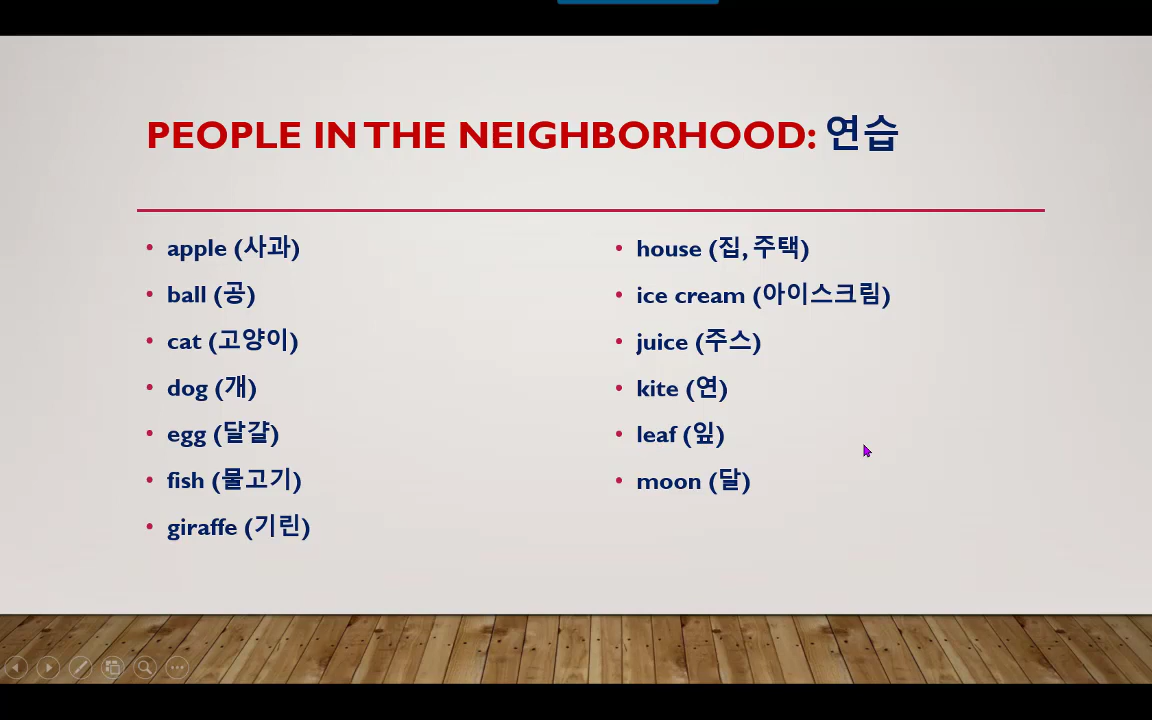 PEOPLE IN THE NEIGHBORHOOD: 연습
• apple (사과)
• ball (공)
• cat (고양이)
• dog (개)
• egg (달걀)
• fish (물고기)
• giraffe (기린)
• house (집, 주택)
• ice cream (아이스크림)
• juice (주스)
• kite (연)
• leaf (잎)
• moon (달)